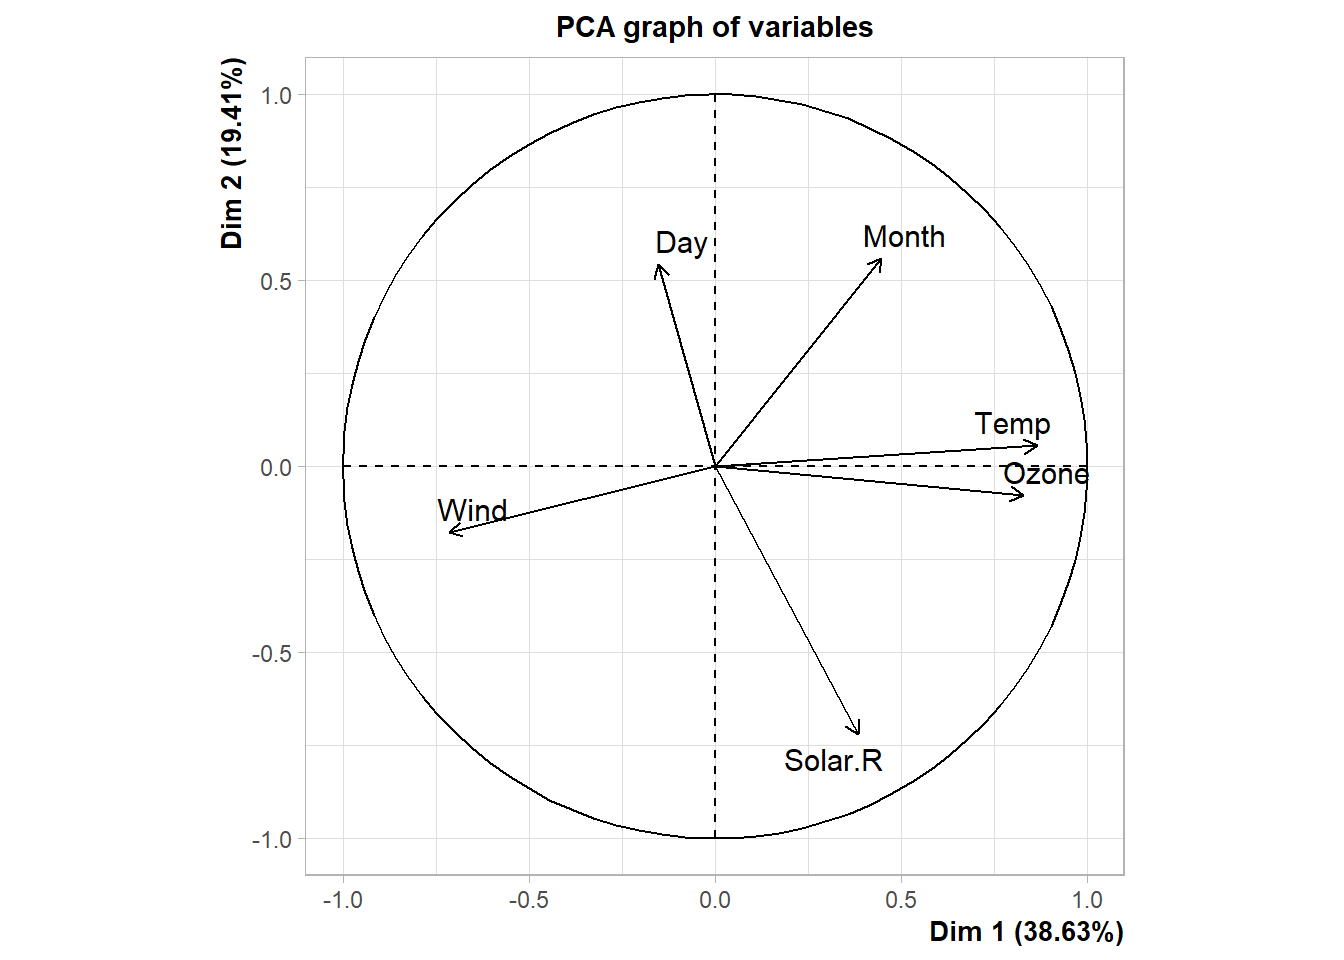 PCA graph of variables
Dim 2 (19.41%)
1.0
0.5
0.0
-0.5
-1.0
Day
Month
Temp
Ozone
Wind
Solar.R
-1.0 -0.5 0.0 0.5 1.0
Dim 1 (38.63%)